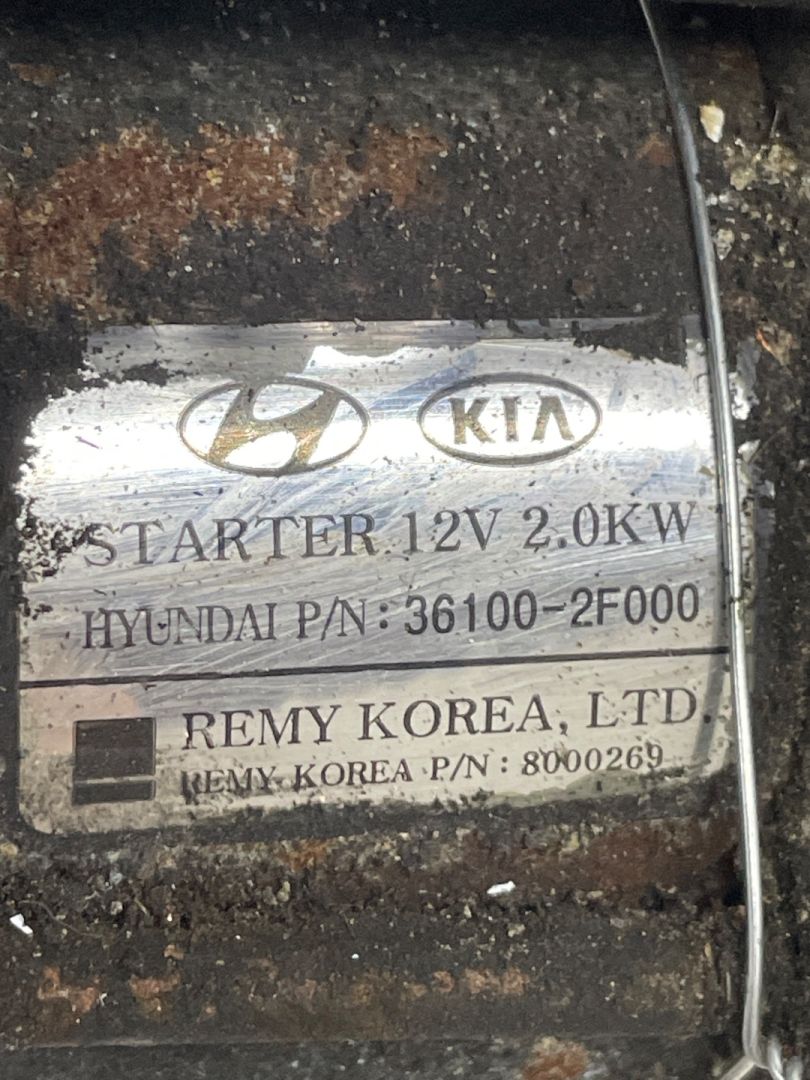 KIA
STARTER 12V 2.0KW
HYUNDAI P/N : 36100-2F000
REMY KOREA, LTD.
REMY KOREA P/N : 8000269